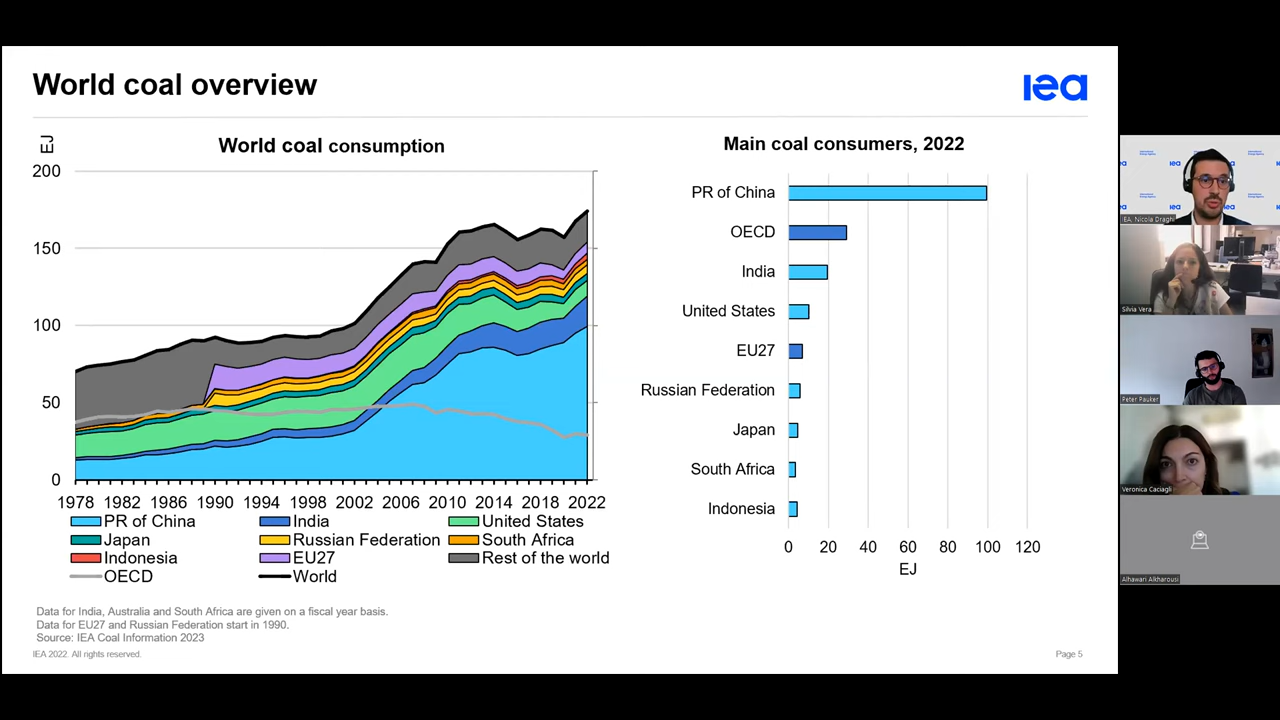 World coal overview
iea
EJ
World coal consumption
200
150
100
50
0
1978 1982 1986 1990 1994 1998 2002 2006 2010 2014 2018 2022
PR of China India United States
Japan Russian Federation South Africa
Indonesia EU27 Rest of the world
OECD World
Main coal consumers, 2022
PR of China
OECD
India
United States
EU27
Russian Federation
Japan
South Africa
Indonesia
0 20 40 60 80 100 120
EJ
Data for India, Australia and South Africa are given on a fiscal year basis.
Data for EU27 and Russian Federation start in 1990.
Source: IEA Coal Information 2023
IEA 2022. All rights reserved.
Page 5
IEA, Nicola Draghi
Silvia Vera
Peter Pauker
Veronica Caciagli
Alhawari Alkharousi